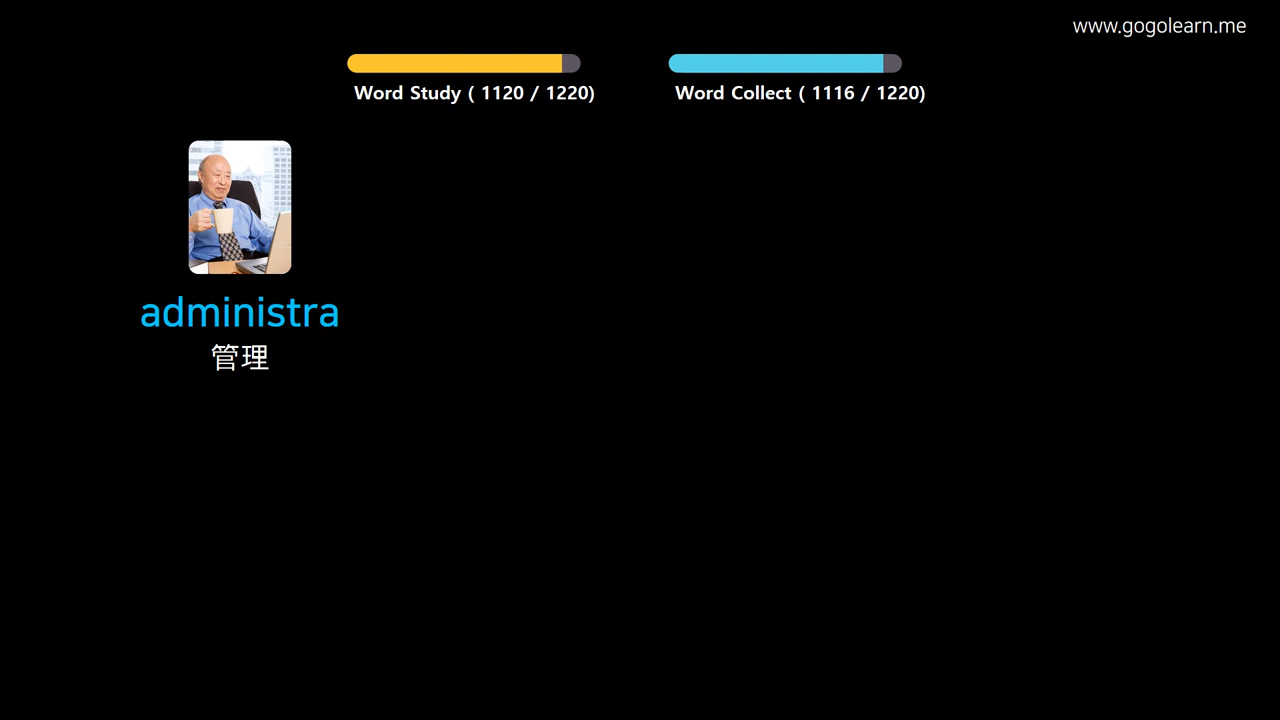 www.gogolearn.me
Word Study ( 1120 / 1220)
Word Collect ( 1116 / 1220)
administra
管理